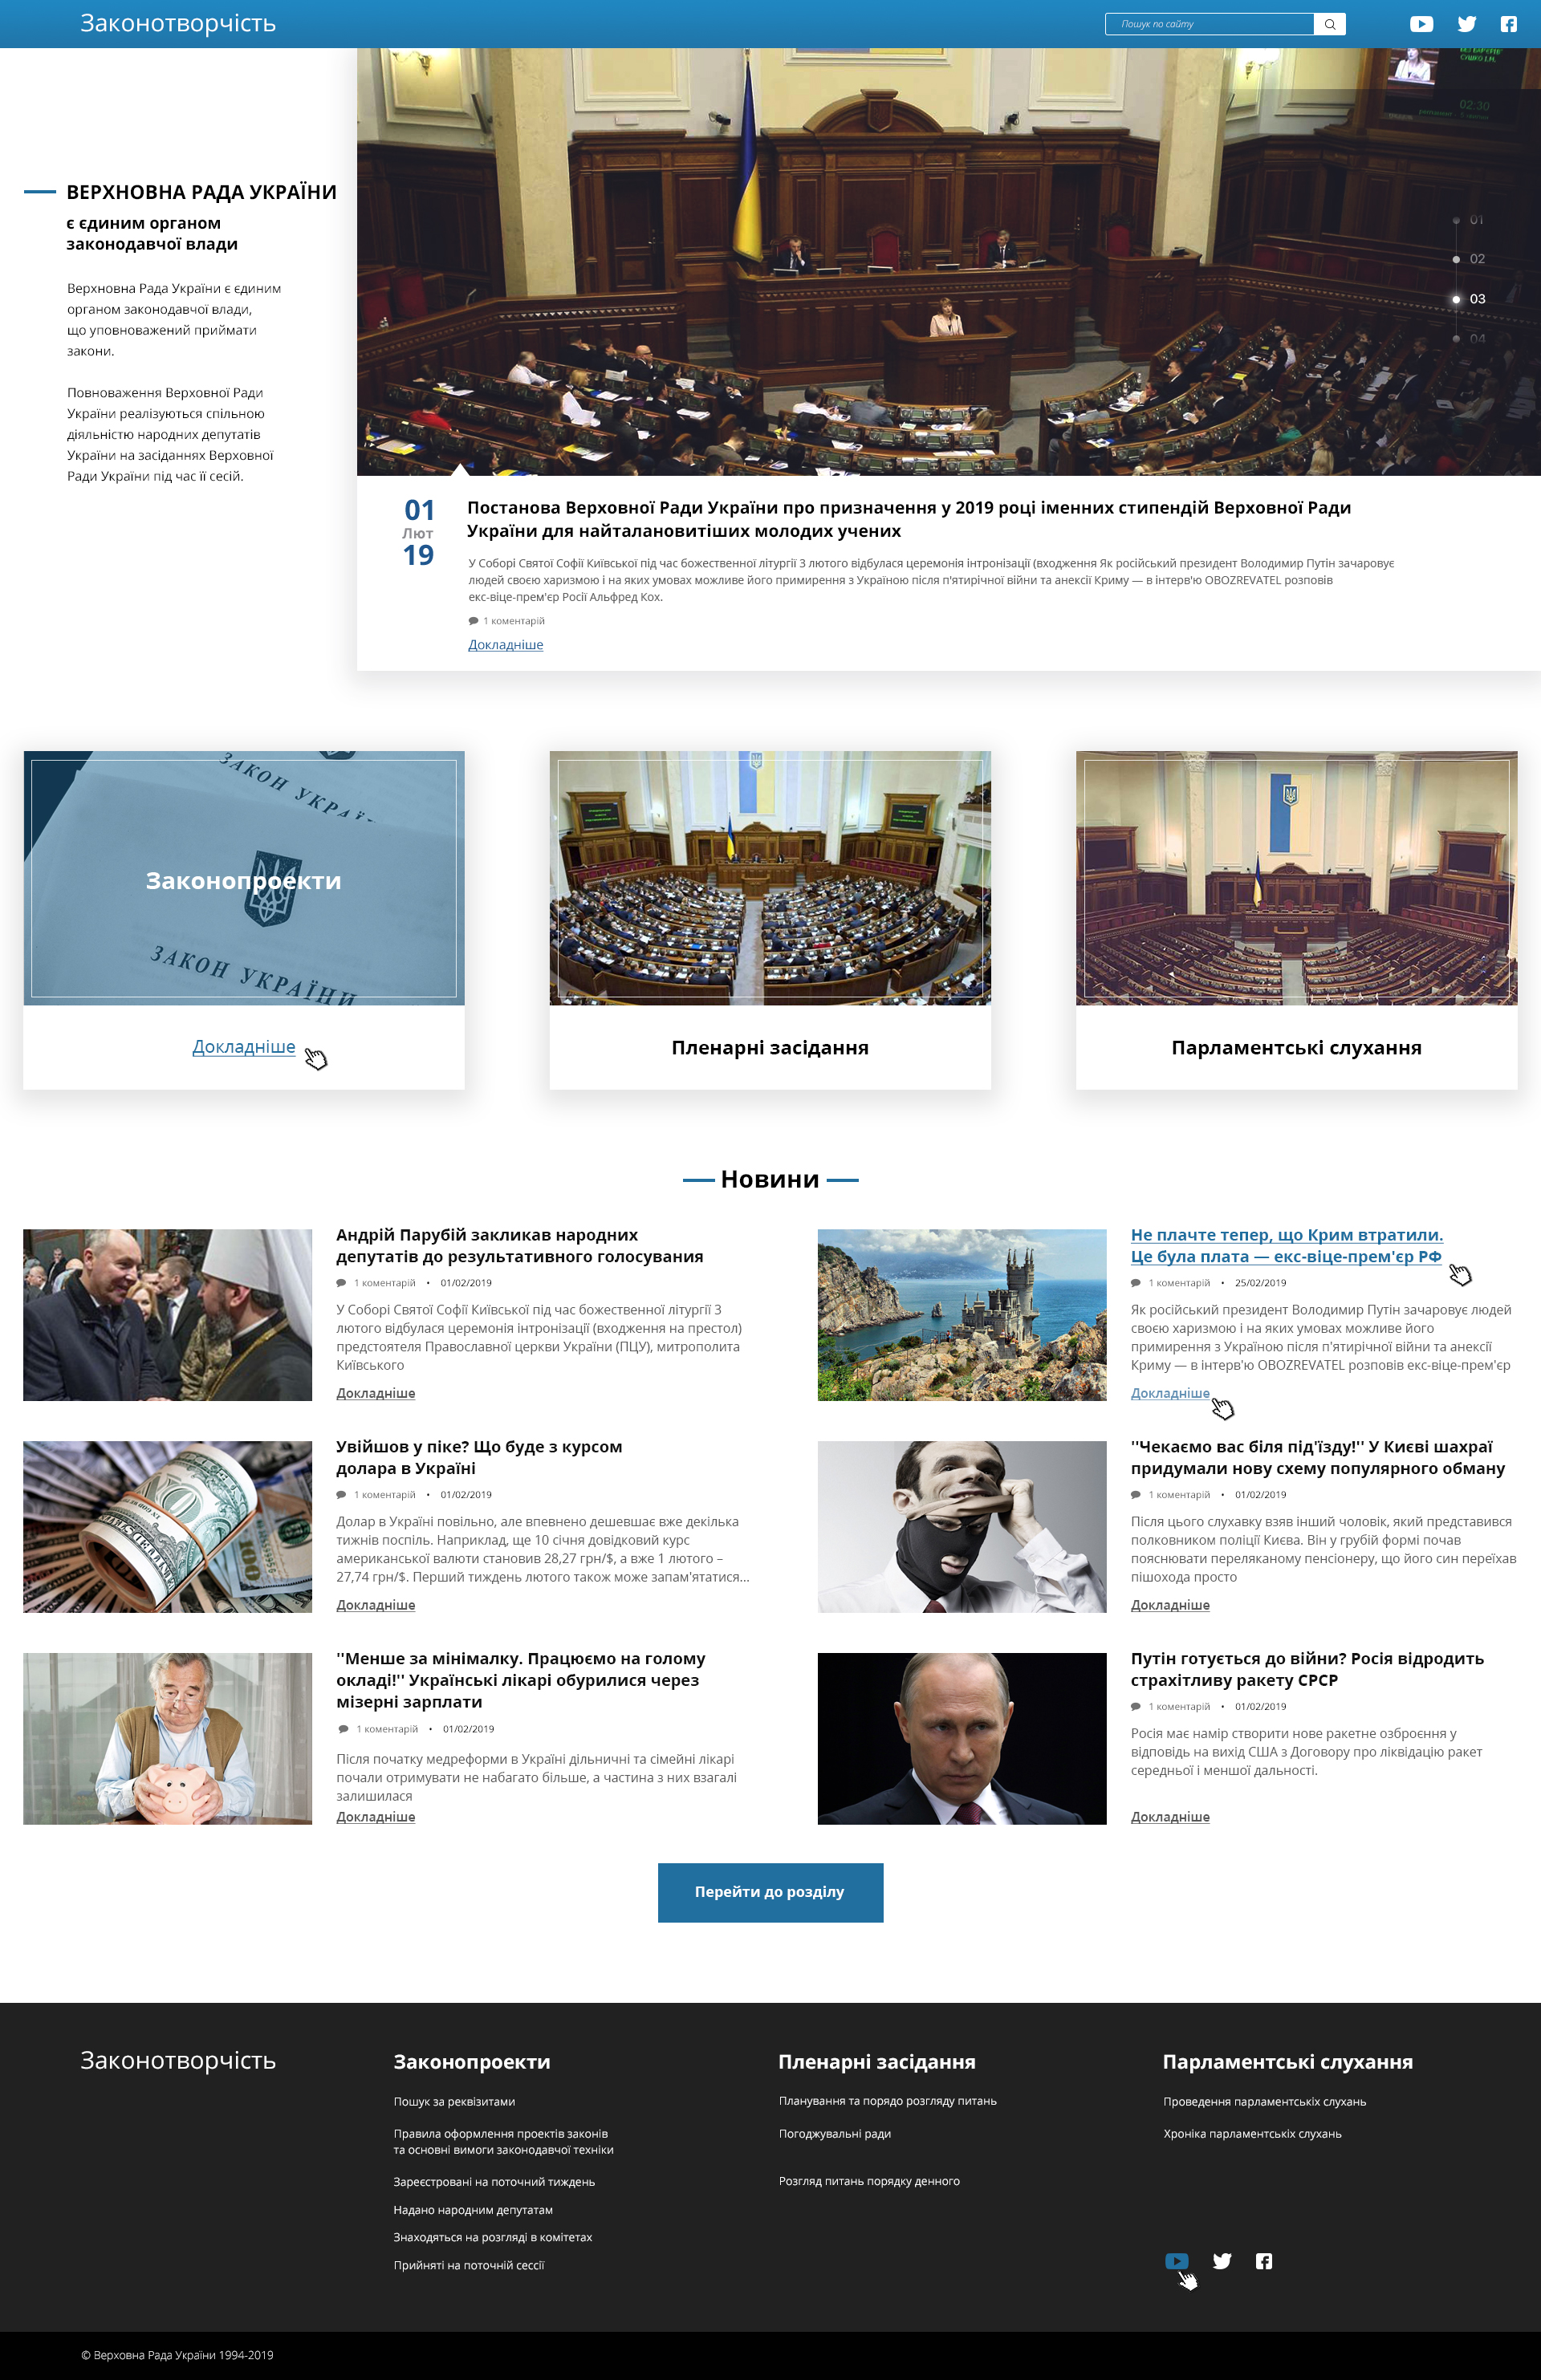 Законотворчість
Пошук по сайту
БЕЗ ВАРІАНТІВ
СУШКО І.М.
02:30
ВЕРХНОВНА РАДА УКРАЇНИ
є єдиним органом
законодавчої влади
Верхновна Рада України є єдиним
органом законодавчої влади,
що уповноважений приймати
закони.
Повноваження Верховної Ради
України реалізуються спільною
діяльністю народних депутатів
України на засіданнях Верховної
Ради України під час її сесій.
01
02
03
04
01
Лют
19
Постанова Верховної Ради України про призначення у 2019 році іменних стипендій Верховної Ради
України для найталановитіших молодих учених
У Соборі Святої Софії Київської під час божественної літургії 3 лютого відбулася церемонія інтронізації (входження Як російський президент Володимир Путін зачаровує
людей своєю харизмою і на яких умовах можливе його примирення з Україною після п'ятирічної війни та анексії Криму — в інтерв'ю OBOZREVATEL розповів
екс-віце-прем'єр Росії Альфред Кох.
1 коментарій
Докладніше
ЗАКОН УКРАЇ
Законопроекти
ЗАКОН УКРАЇНИ
Докладніше
Пленарні засідання
Парламентські слухання
Новини
Андрій Парубій закликав народних
депутатів до результативного голосування
1 коментарій • 01/02/2019
У Соборі Святої Софії Київської під час божественної літургії 3
лютого відбулася церемонія інтронізації (входження на престол)
предстоятеля Православної церкви України (ПЦУ), митрополита
Київського
Докладніше
Не плачте тепер, що Крим втратили.
Це була плата — екс-віце-прем'єр РФ
1 коментарій • 25/02/2019
Як російський президент Володимир Путін зачаровує людей
своєю харизмою і на яких умовах можливе його
примирення з Україною після п'ятирічної війни та анексії
Криму — в інтерв'ю OBOZREVATEL розповів екс-віце-прем'єр
Докладніше
Увійшов у піке? Що буде з курсом
долара в Україні
1 коментарій • 01/02/2019
Долар в Україні повільно, але впевнено дешевшає вже декілька
тижнів поспіль. Наприклад, ще 10 січня довідковий курс
американської валюти становив 28,27 грн/$, а вже 1 лютого –
27,74 грн/$. Перший тиждень лютого також може запам'ятатися...
Докладніше
''Чекаємо вас біля під'їзду!'' У Києві шахраї
придумали нову схему популярного обману
1 коментарій • 01/02/2019
Після цього слухавку взяв інший чоловік, який представився
полковником поліції Києва. Він у грубій формі почав
пояснювати переляканому пенсіонеру, що його син переїхав
пішохода просто
Докладніше
''Менше за мінімалку. Працюємо на голому
окладі!'' Українські лікарі обурилися через
мізерні зарплати
1 коментарій • 01/02/2019
Після початку медреформи в Україні дільничні та сімейні лікарі
почали отримувати не набагато більше, а частина з них взагалі
залишилася
Докладніше
Путін готується до війни? Росія відродить
страхітливу ракету СРСР
1 коментарій • 01/02/2019
Росія має намір створити нове ракетне озброєння у
відповідь на вихід США з Договору про ліквідацію ракет
середньої і меншої дальності.
Докладніше
Перейти до розділу
Законотворчість
Законопроекти
Пошук за реквізитами
Правила оформлення проектів законів
та основні вимоги законодавчої техніки
Зареєстровані на поточний тиждень
Надано народним депутатам
Знаходяться на розгляді в комітетах
Прийняті на поточній сессії
Пленарні засідання
Планування та порядо розгляду питань
Погоджувальні ради
Розгляд питань порядку денного
Парламентські слухання
Проведення парламентськіх слухань
Хроніка парламентськіх слухань
© Верховна Рада України 1994-2019